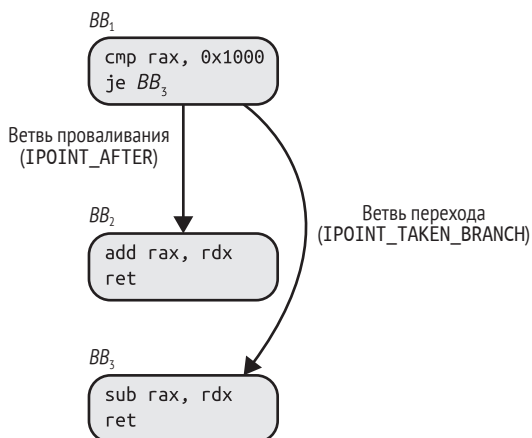 BB₁
cmp rax, 0x1000
je BB₃
Ветвь проваливания
(IPOINT_AFTER)
Ветвь перехода
(IPOINT_TAKEN_BRANCH)
BB₂
add rax, rdx
ret
BB₃
sub rax, rdx
ret